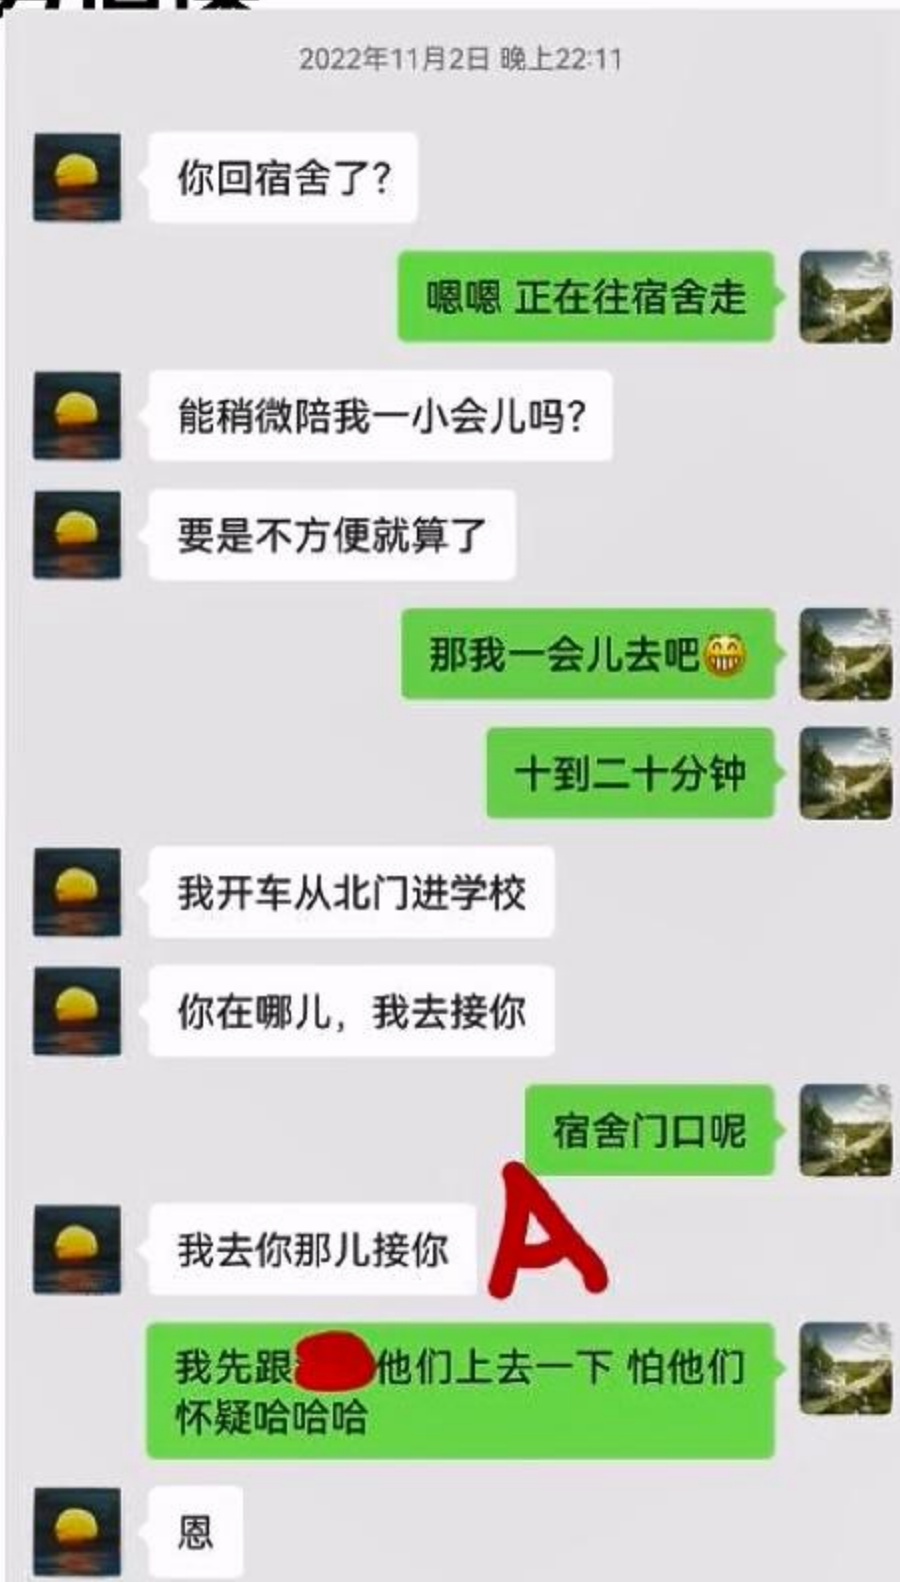 2022年11月2日 晚上22:11
你回宿舍了？
嗯嗯 正在往宿舍走
能稍微陪我一小会儿吗？
要是不方便就算了
那我一会儿去吧😁
十到二十分钟
我开车从北门进学校
你在哪儿，我去接你
宿舍门口呢
我去你那儿接你
A
我先跟他们上去一下 怕他们
怀疑哈哈哈
恩